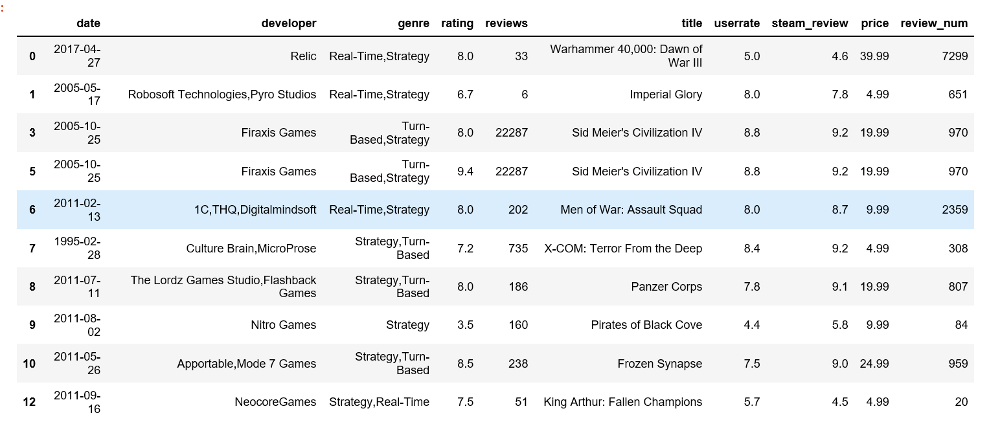 :
date developer genre rating reviews title userrate steam_review price review_num
0 2017-04-27 Relic Real-Time,Strategy 8.0 33 Warhammer 40,000: Dawn of War III 5.0 4.6 39.99 7299
1 2005-05-17 Robosoft Technologies,Pyro Studios Real-Time,Strategy 6.7 6 Imperial Glory 8.0 7.8 4.99 651
3 2005-10-25 Firaxis Games Turn-Based,Strategy 8.0 22287 Sid Meier's Civilization IV 8.8 9.2 19.99 970
5 2005-10-25 Firaxis Games Turn-Based,Strategy 9.4 22287 Sid Meier's Civilization IV 8.8 9.2 19.99 970
6 2011-02-13 1C,THQ,Digitalmindsoft Real-Time,Strategy 8.0 202 Men of War: Assault Squad 8.0 8.7 9.99 2359
7 1995-02-28 Culture Brain,MicroProse Strategy,Turn-Based 7.2 735 X-COM: Terror From the Deep 8.4 9.2 4.99 308
8 2011-07-11 The Lordz Games Studio,Flashback Games Strategy,Turn-Based 8.0 186 Panzer Corps 7.8 9.1 19.99 807
9 2011-08-02 Nitro Games Strategy 3.5 160 Pirates of Black Cove 4.4 5.8 9.99 84
10 2011-05-26 Apportable,Mode 7 Games Strategy,Turn-Based 8.5 238 Frozen Synapse 7.5 9.0 24.99 959
12 2011-09-16 NeocoreGames Strategy,Real-Time 7.5 51 King Arthur: Fallen Champions 5.7 4.5 4.99 20